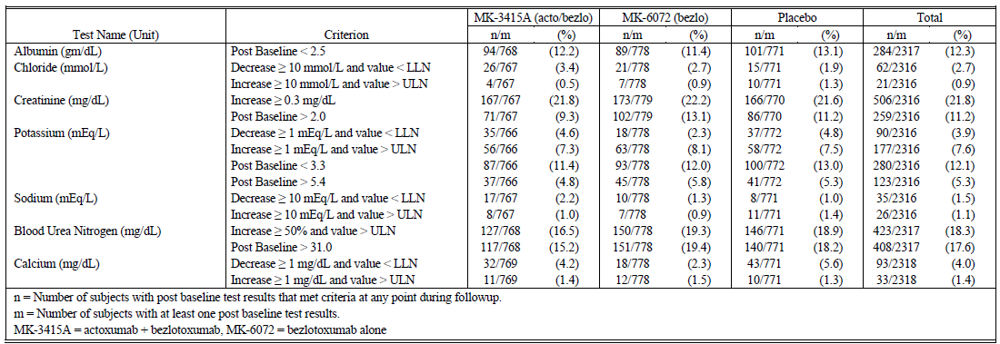 MK-3415A (acto/bezlo) MK-6072 (bezlo) Placebo Total
Test Name (Unit) Criterion n/m (%) n/m (%) n/m (%) n/m (%)
Albumin (gm/dL) Post Baseline < 2.5 94/768 (12.2) 89/778 (11.4) 101/771 (13.1) 284/2317 (12.3)
Chloride (mmol/L) Decrease ≥ 10 mmol/L and value < LLN 26/767 (3.4) 21/778 (2.7) 15/771 (1.9) 62/2316 (2.7)
Increase ≥ 10 mmol/L and value > ULN 4/767 (0.5) 7/778 (0.9) 10/771 (1.3) 21/2316 (0.9)
Creatinine (mg/dL) Increase ≥ 0.3 mg/dL 167/767 (21.8) 173/779 (22.2) 166/770 (21.6) 506/2316 (21.8)
Post Baseline > 2.0 71/767 (9.3) 102/779 (13.1) 86/770 (11.2) 259/2316 (11.2)
Potassium (mEq/L) Decrease ≥ 1 mEq/L and value < LLN 35/766 (4.6) 18/778 (2.3) 37/772 (4.8) 90/2316 (3.9)
Increase ≥ 1 mEq/L and value > ULN 56/766 (7.3) 63/778 (8.1) 58/772 (7.5) 177/2316 (7.6)
Post Baseline < 3.3 87/766 (11.4) 93/778 (12.0) 100/772 (13.0) 280/2316 (12.1)
Post Baseline > 5.4 37/766 (4.8) 45/778 (5.8) 41/772 (5.3) 123/2316 (5.3)
Sodium (mEq/L) Decrease ≥ 10 mEq/L and value < LLN 17/767 (2.2) 10/778 (1.3) 8/771 (1.0) 35/2316 (1.5)
Increase ≥ 10 mEq/L and value > ULN 8/767 (1.0) 7/778 (0.9) 11/771 (1.4) 26/2316 (1.1)
Blood Urea Nitrogen (mg/dL) Increase ≥ 50% and value > ULN 127/768 (16.5) 150/778 (19.3) 146/771 (18.9) 423/2317 (18.3)
Post Baseline > 31.0 117/768 (15.2) 151/778 (19.4) 140/771 (18.2) 408/2317 (17.6)
Calcium (mg/dL) Decrease ≥ 1 mg/dL and value < LLN 32/769 (4.2) 18/778 (2.3) 43/771 (5.6) 93/2318 (4.0)
Increase ≥ 1 mg/dL and value > ULN 11/769 (1.4) 12/778 (1.5) 10/771 (1.3) 33/2318 (1.4)
n = Number of subjects with post baseline test results that met criteria at any point during followup.
m = Number of subjects with at least one post baseline test results.
MK-3415A = actoxumab + bezlotoxumab, MK-6072 = bezlotoxumab alone